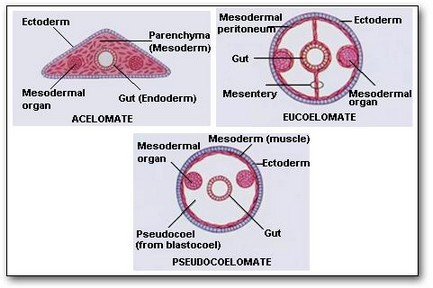 Ectoderm
Parenchyma
(Mesoderm)
Mesodermal
organ
Gut (Endoderm)
ACELOMATE
Mesodermal
peritoneum
Ectoderm
Gut
Mesentery
Mesodermal
organ
EUCOELOMATE
Mesoderm (muscle)
Mesodermal
organ
Ectoderm
Pseudocoel
(from blastocoel)
Gut
PSEUDOCOELOMATE